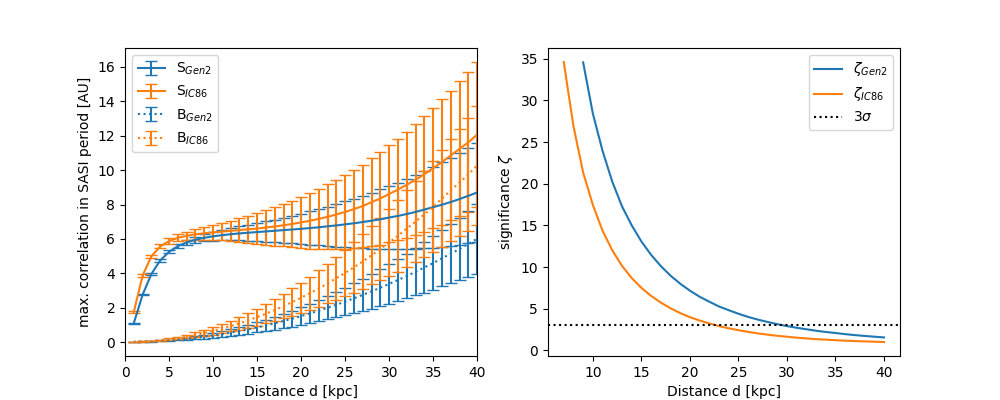 max. correlation in SASI period [AU]
16
14
12
10
8
6
4
2
0
S_Gen2
S_IC86
B_Gen2
B_IC86
0 5 10 15 20 25 30 35 40
Distance d [kpc]
significance ζ
35
30
25
20
15
10
5
0
ζ_Gen2
ζ_IC86
3σ
10 15 20 25 30 35 40
Distance d [kpc]